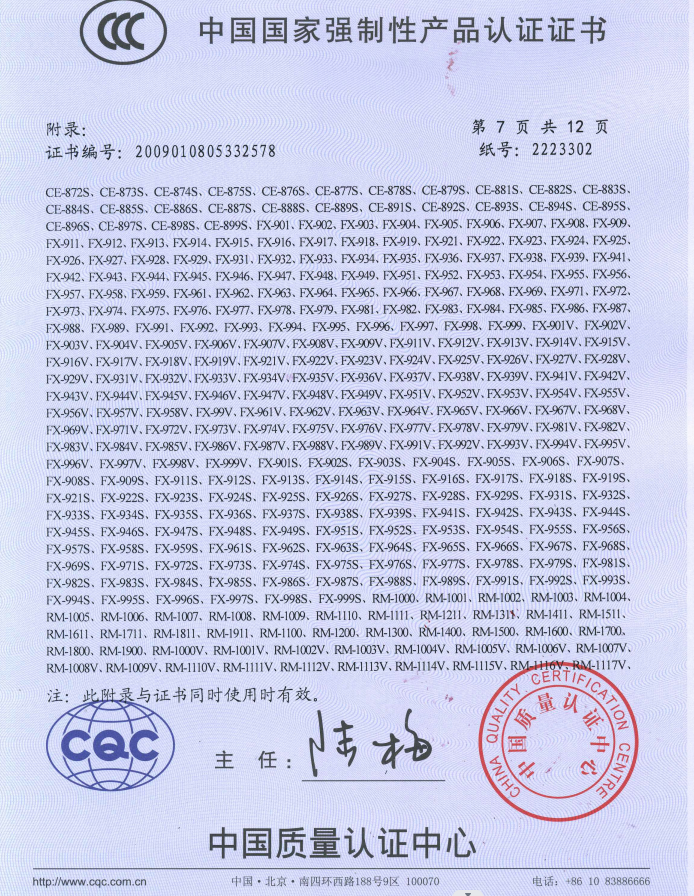 中国国家强制性产品认证证书
附录:
第 7 页 共 12 页
证书编号: 2009010805332578
纸号: 2223302
CE-872S、CE-873S、CE-874S、CE-875S、CE-876S、CE-877S、CE-878S、CE-879S、CE-881S、CE-882S、CE-883S、
CE-884S、CE-885S、CE-886S、CE-887S、CE-888S、CE-889S、CE-891S、CE-892S、CE-893S、CE-894S、CE-895S、
CE-896S、CE-897S、CE-898S、CE-899S、FX-901、FX-902、FX-903、FX-904、FX-905、FX-906、FX-907、FX-908、FX-909、
FX-911、FX-912、FX-913、FX-914、FX-915、FX-916、FX-917、FX-918、FX-919、FX-921、FX-922、FX-923、FX-924、FX-925、
FX-926、FX-927、FX-928、FX-929、FX-931、FX-932、FX-933、FX-934、FX-935、FX-936、FX-937、FX-938、FX-939、FX-941、
FX-942、FX-943、FX-944、FX-945、FX-946、FX-947、FX-948、FX-949、FX-951、FX-952、FX-953、FX-954、FX-955、FX-956、
FX-957、FX-958、FX-959、FX-961、FX-962、FX-963、FX-964、FX-965、FX-966、FX-967、FX-968、FX-969、FX-971、FX-972、
FX-973、FX-974、FX-975、FX-976、FX-977、FX-978、FX-979、FX-981、FX-982、FX-983、FX-984、FX-985、FX-986、FX-987、
FX-988、FX-989、FX-991、FX-992、FX-993、FX-994、FX-995、FX-996、FX-997、FX-998、FX-999、FX-901V、FX-902V、
FX-903V、FX-904V、FX-905V、FX-906V、FX-907V、FX-908V、FX-909V、FX-911V、FX-912V、FX-913V、FX-914V、FX-915V、
FX-916V、FX-917V、FX-918V、FX-919V、FX-921V、FX-922V、FX-923V、FX-924V、FX-925V、FX-926V、FX-927V、FX-928V、
FX-929V、FX-931V、FX-932V、FX-933V、FX-934V、FX-935V、FX-936V、FX-937V、FX-938V、FX-939V、FX-941V、FX-942V、
FX-943V、FX-944V、FX-945V、FX-946V、FX-947V、FX-948V、FX-949V、FX-951V、FX-952V、FX-953V、FX-954V、FX-955V、
FX-956V、FX-957V、FX-958V、FX-99V、FX-961V、FX-962V、FX-963V、FX-964V、FX-965V、FX-966V、FX-967V、FX-968V、
FX-969V、FX-971V、FX-972V、FX-973V、FX-974V、FX-975V、FX-976V、FX-977V、FX-978V、FX-979V、FX-981V、FX-982V、
FX-983V、FX-984V、FX-985V、FX-986V、FX-987V、FX-988V、FX-989V、FX-991V、FX-992V、FX-993V、FX-994V、FX-995V、
FX-996V、FX-997V、FX-998V、FX-999V、FX-901S、FX-902S、FX-903S、FX-904S、FX-905S、FX-906S、FX-907S、
FX-908S、FX-909S、FX-911S、FX-912S、FX-913S、FX-914S、FX-915S、FX-916S、FX-917S、FX-918S、FX-919S、
FX-921S、FX-922S、FX-923S、FX-924S、FX-925S、FX-926S、FX-927S、FX-928S、FX-929S、FX-931S、FX-932S、
FX-933S、FX-934S、FX-935S、FX-936S、FX-937S、FX-938S、FX-939S、FX-941S、FX-942S、FX-943S、FX-944S、
FX-945S、FX-946S、FX-947S、FX-948S、FX-949S、FX-951S、FX-952S、FX-953S、FX-954S、FX-955S、FX-956S、
FX-957S、FX-958S、FX-959S、FX-961S、FX-962S、FX-963S、FX-964S、FX-965S、FX-966S、FX-967S、FX-968S、
FX-969S、FX-971S、FX-972S、FX-973S、FX-974S、FX-975S、FX-976S、FX-977S、FX-978S、FX-979S、FX-981S、
FX-982S、FX-983S、FX-984S、FX-985S、FX-986S、FX-987S、FX-988S、FX-989S、FX-991S、FX-992S、FX-993S、
FX-994S、FX-995S、FX-996S、FX-997S、FX-998S、FX-999S、RM-1000、RM-1001、RM-1002、RM-1003、RM-1004、
RM-1005、RM-1006、RM-1007、RM-1008、RM-1009、RM-1110、RM-1111、RM-1211、RM-1311、RM-1411、RM-1511、
RM-1611、RM-1711、RM-1811、RM-1911、RM-1100、RM-1200、RM-1300、RM-1400、RM-1500、RM-1600、RM-1700、
RM-1800、RM-1900、RM-1000V、RM-1001V、RM-1002V、RM-1003V、RM-1004V、RM-1005V、RM-1006V、RM-1007V、
RM-1008V、RM-1009V、RM-1110V、RM-1111V、RM-1112V、RM-1113V、RM-1114V、RM-1115V、RM-1116V、RM-1117V、
注: 此附录与证书同时使用时有效。
CHINA QUALITY CERTIFICATION CENTRE
中国质量认证中心
CQC
主 任: 陆梅
中国质量认证中心
http://www.cqc.com.cn
中国·北京·南四环西路188号9区 100070
电话: +86 10 83886666